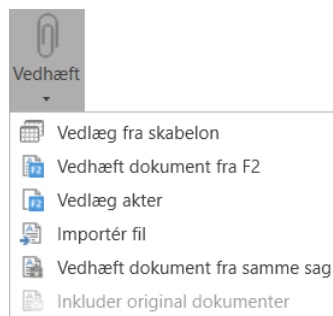 Vedhæft
Vedlæg fra skabelon
Vedhæft dokument fra F2
Vedlæg akter
Importér fil
Vedhæft dokument fra samme sag
Inkluder original dokumenter